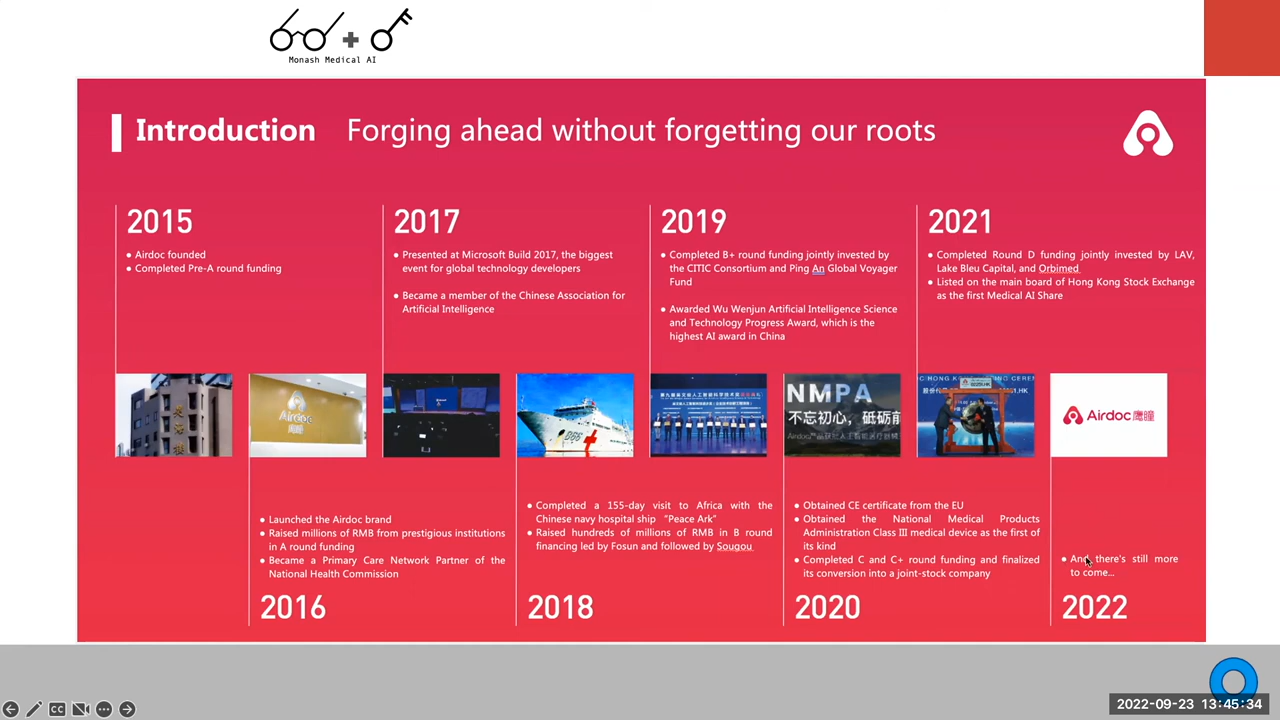 Monash Medical AI
Introduction Forging ahead without forgetting our roots
2015
● Airdoc founded
● Completed Pre-A round funding
2017
● Presented at Microsoft Build 2017, the biggest
event for global technology developers
● Became a member of the Chinese Association for
Artificial Intelligence
2019
● Completed B+ round funding jointly invested by
the CITIC Consortium and Ping An Global Voyager
Fund
● Awarded Wu Wenjun Artificial Intelligence Science
and Technology Progress Award, which is the
highest AI award in China
2021
● Completed Round D funding jointly invested by LAV,
Lake Bleu Capital, and Orbimed
● Listed on the main board of Hong Kong Stock Exchange
as the first Medical AI Share
Airdoc
NMPA
不忘初心，砥砺前
Airdoc鹰瞳
● Launched the Airdoc brand
● Raised millions of RMB from prestigious institutions
in A round funding
● Became a Primary Care Network Partner of the
National Health Commission
2016
● Completed a 155-day visit to Africa with the
Chinese navy hospital ship “Peace Ark”
● Raised hundreds of millions of RMB in B round
financing led by Fosun and followed by Sougou
2018
● Obtained CE certificate from the EU
● Obtained the National Medical Products
Administration Class III medical device as the first of
its kind
● Completed C and C+ round funding and finalized
its conversion into a joint-stock company
2020
● And there's still more
to come...
2022
CC
2022-09-23 13:45:34